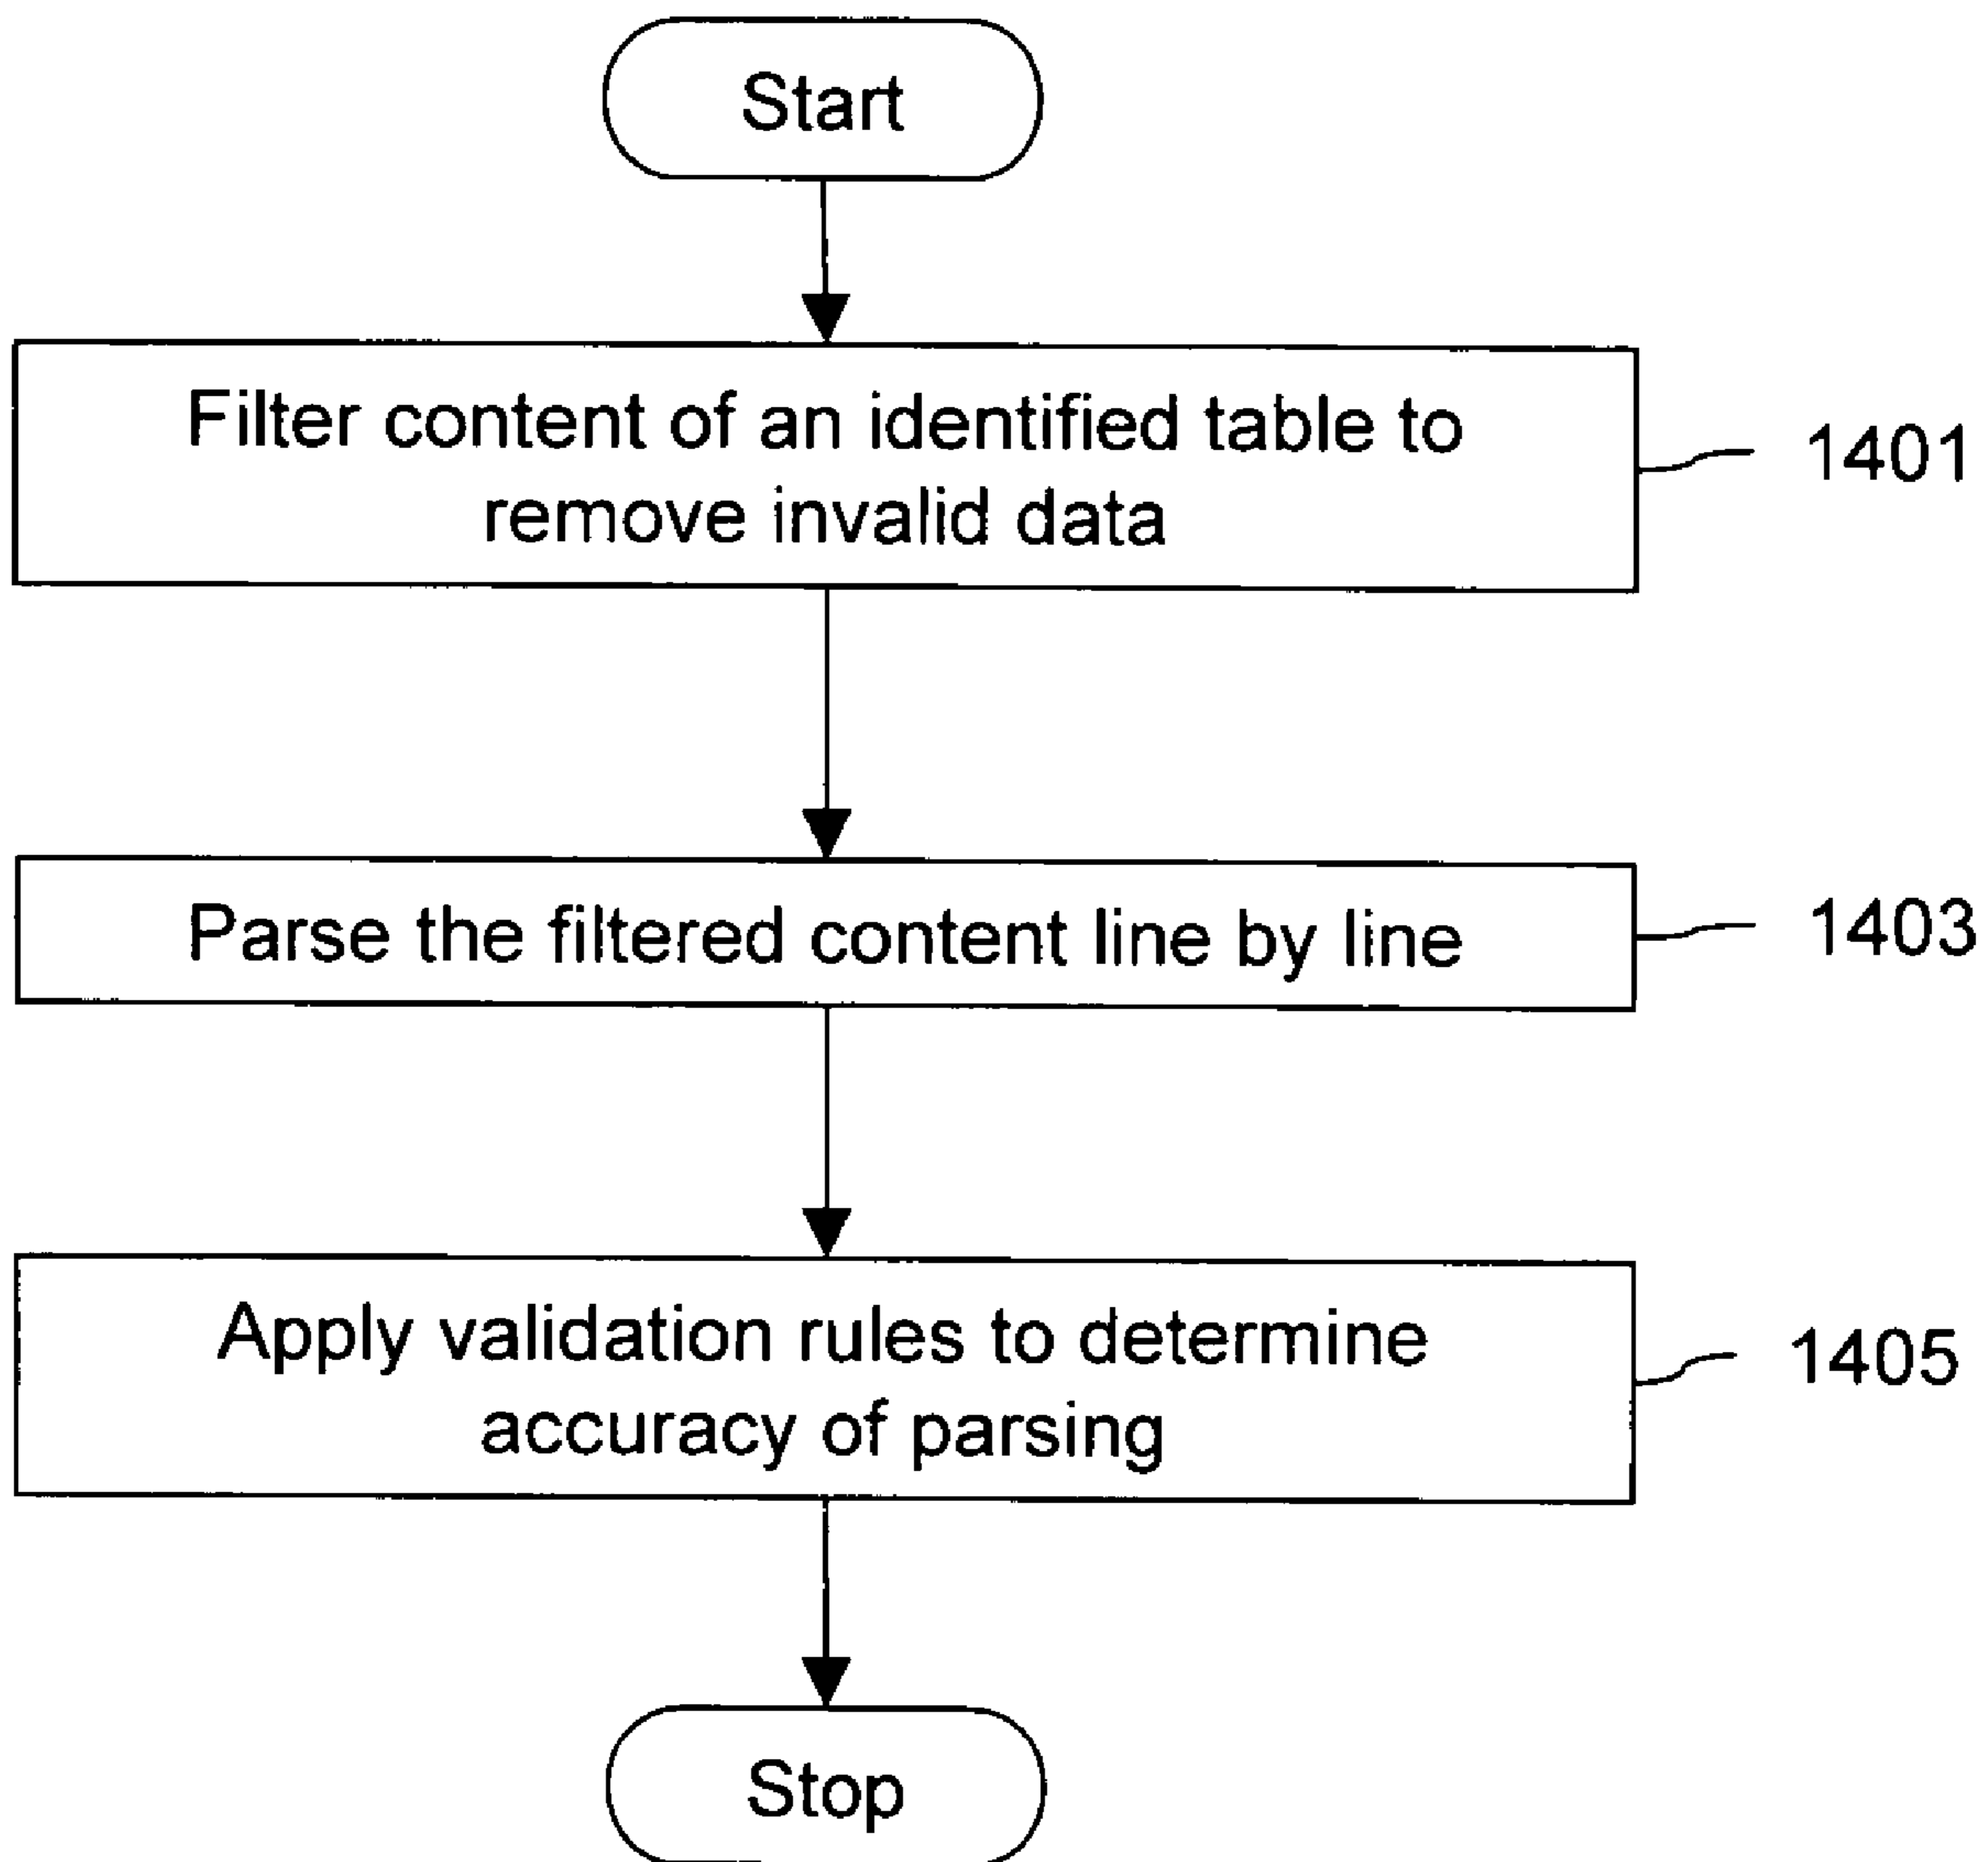 Start
Filter content of an identified table to
remove invalid data
1401
Parse the filtered content line by line
1403
Apply validation rules to determine
accuracy of parsing
1405
Stop